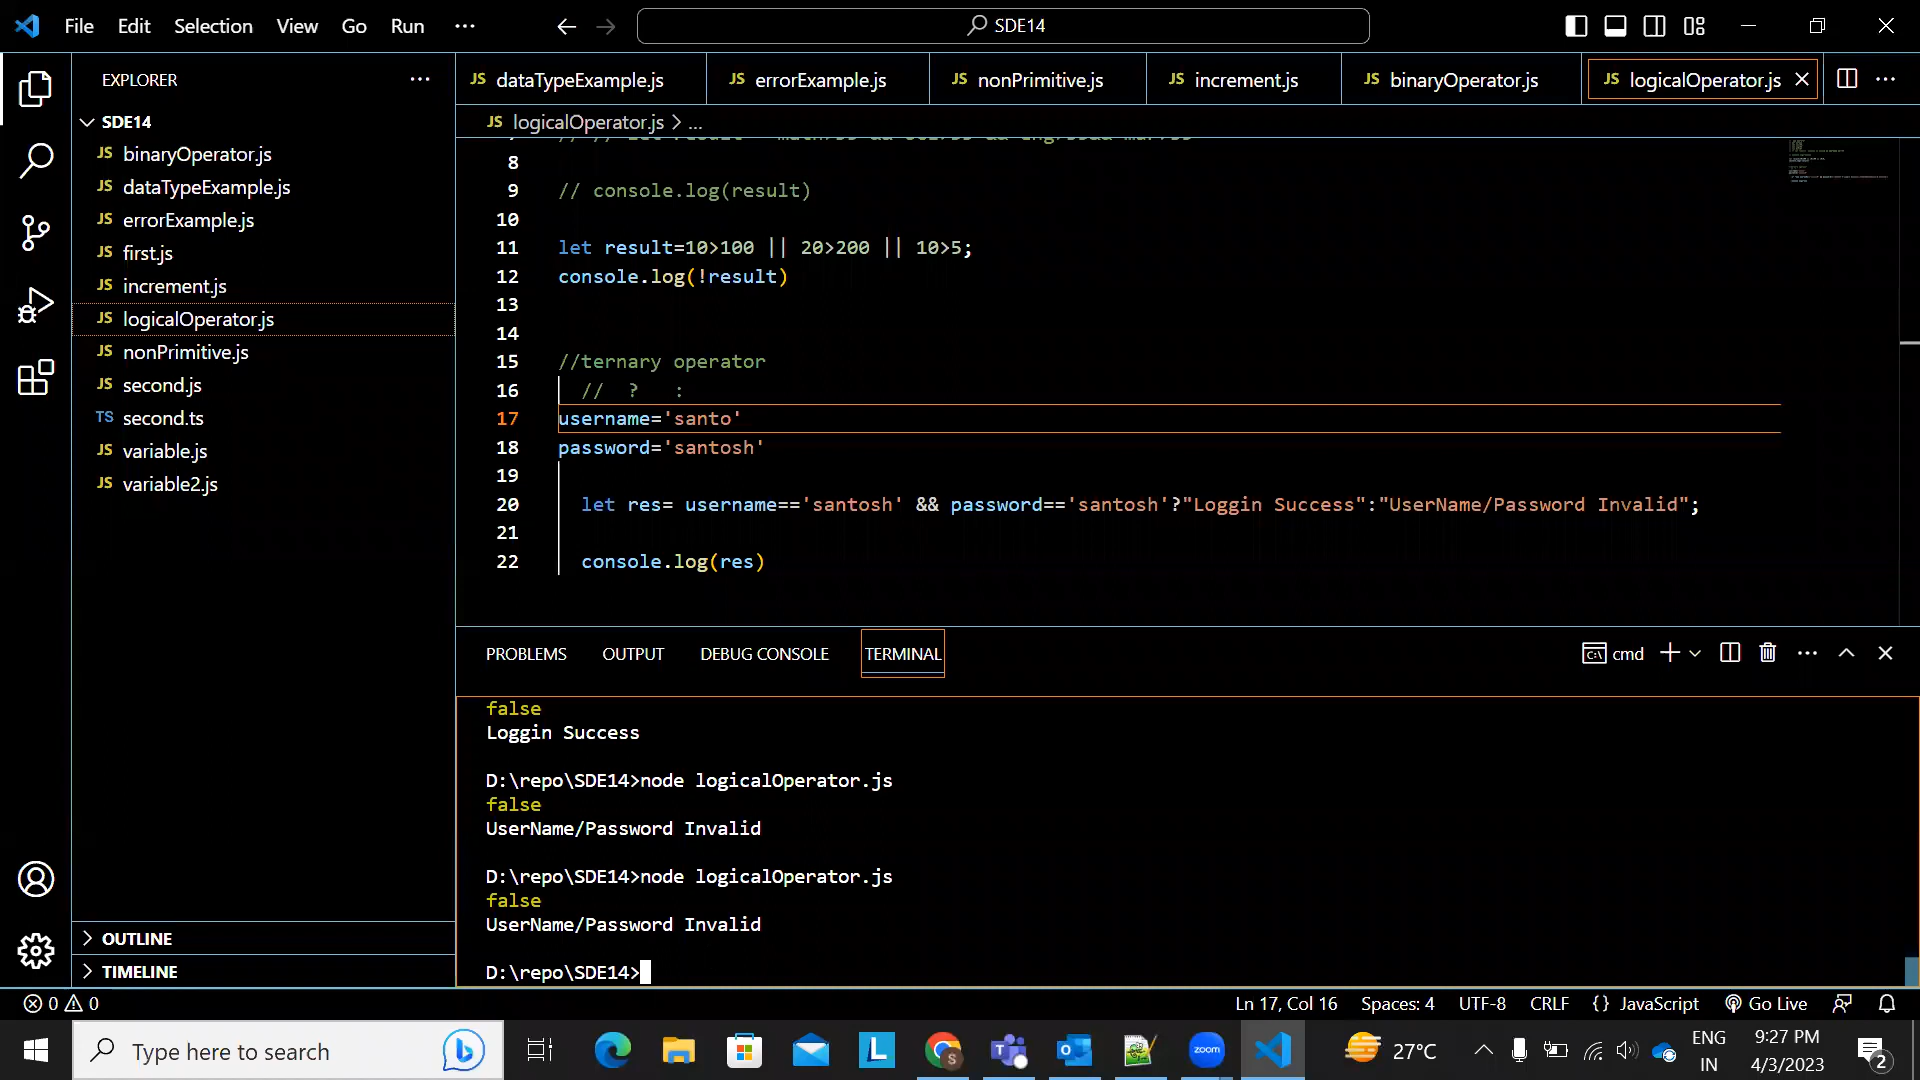 File Edit Selection View Go Run ··· SDE14
EXPLORER ···
SDE14
JS binaryOperator.js
JS dataTypeExample.js
JS errorExample.js
JS first.js
JS increment.js
JS logicalOperator.js
JS nonPrimitive.js
JS second.js
TS second.ts
JS variable.js
JS variable2.js
OUTLINE
TIMELINE
JS dataTypeExample.js JS errorExample.js JS nonPrimitive.js JS increment.js JS binaryOperator.js JS logicalOperator.js
JS logicalOperator.js > ...
8
9 // console.log(result)
10
11 let result=10>100 || 20>200 || 10>5;
12 console.log(!result)
13
14
15 //ternary operator
16 // ? :
17 username='santo'
18 password='santosh'
19
20 let res= username=='santosh' && password=='santosh'?"Loggin Success":"UserName/Password Invalid";
21
22 console.log(res)
PROBLEMS OUTPUT DEBUG CONSOLE TERMINAL cmd
false
Loggin Success
D:\repo\SDE14>node logicalOperator.js
false
UserName/Password Invalid
D:\repo\SDE14>node logicalOperator.js
false
UserName/Password Invalid
D:\repo\SDE14>
0 0 Ln 17, Col 16 Spaces: 4 UTF-8 CRLF {} JavaScript Go Live
Type here to search L zoom 27°C ENG IN 9:27 PM 4/3/2023 2